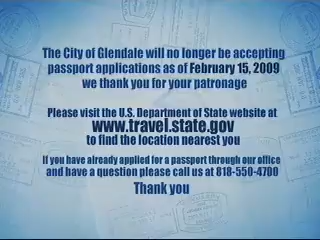 The City of Glendale will no longer be accepting
passport applications as of February 15, 2009
we thank you for your patronage
Please visit the U.S. Department of State website at
www.travel.state.gov
to find the location nearest you
If you have already applied for a passport through our office
and have a question please call us at 818-550-4700
Thank you